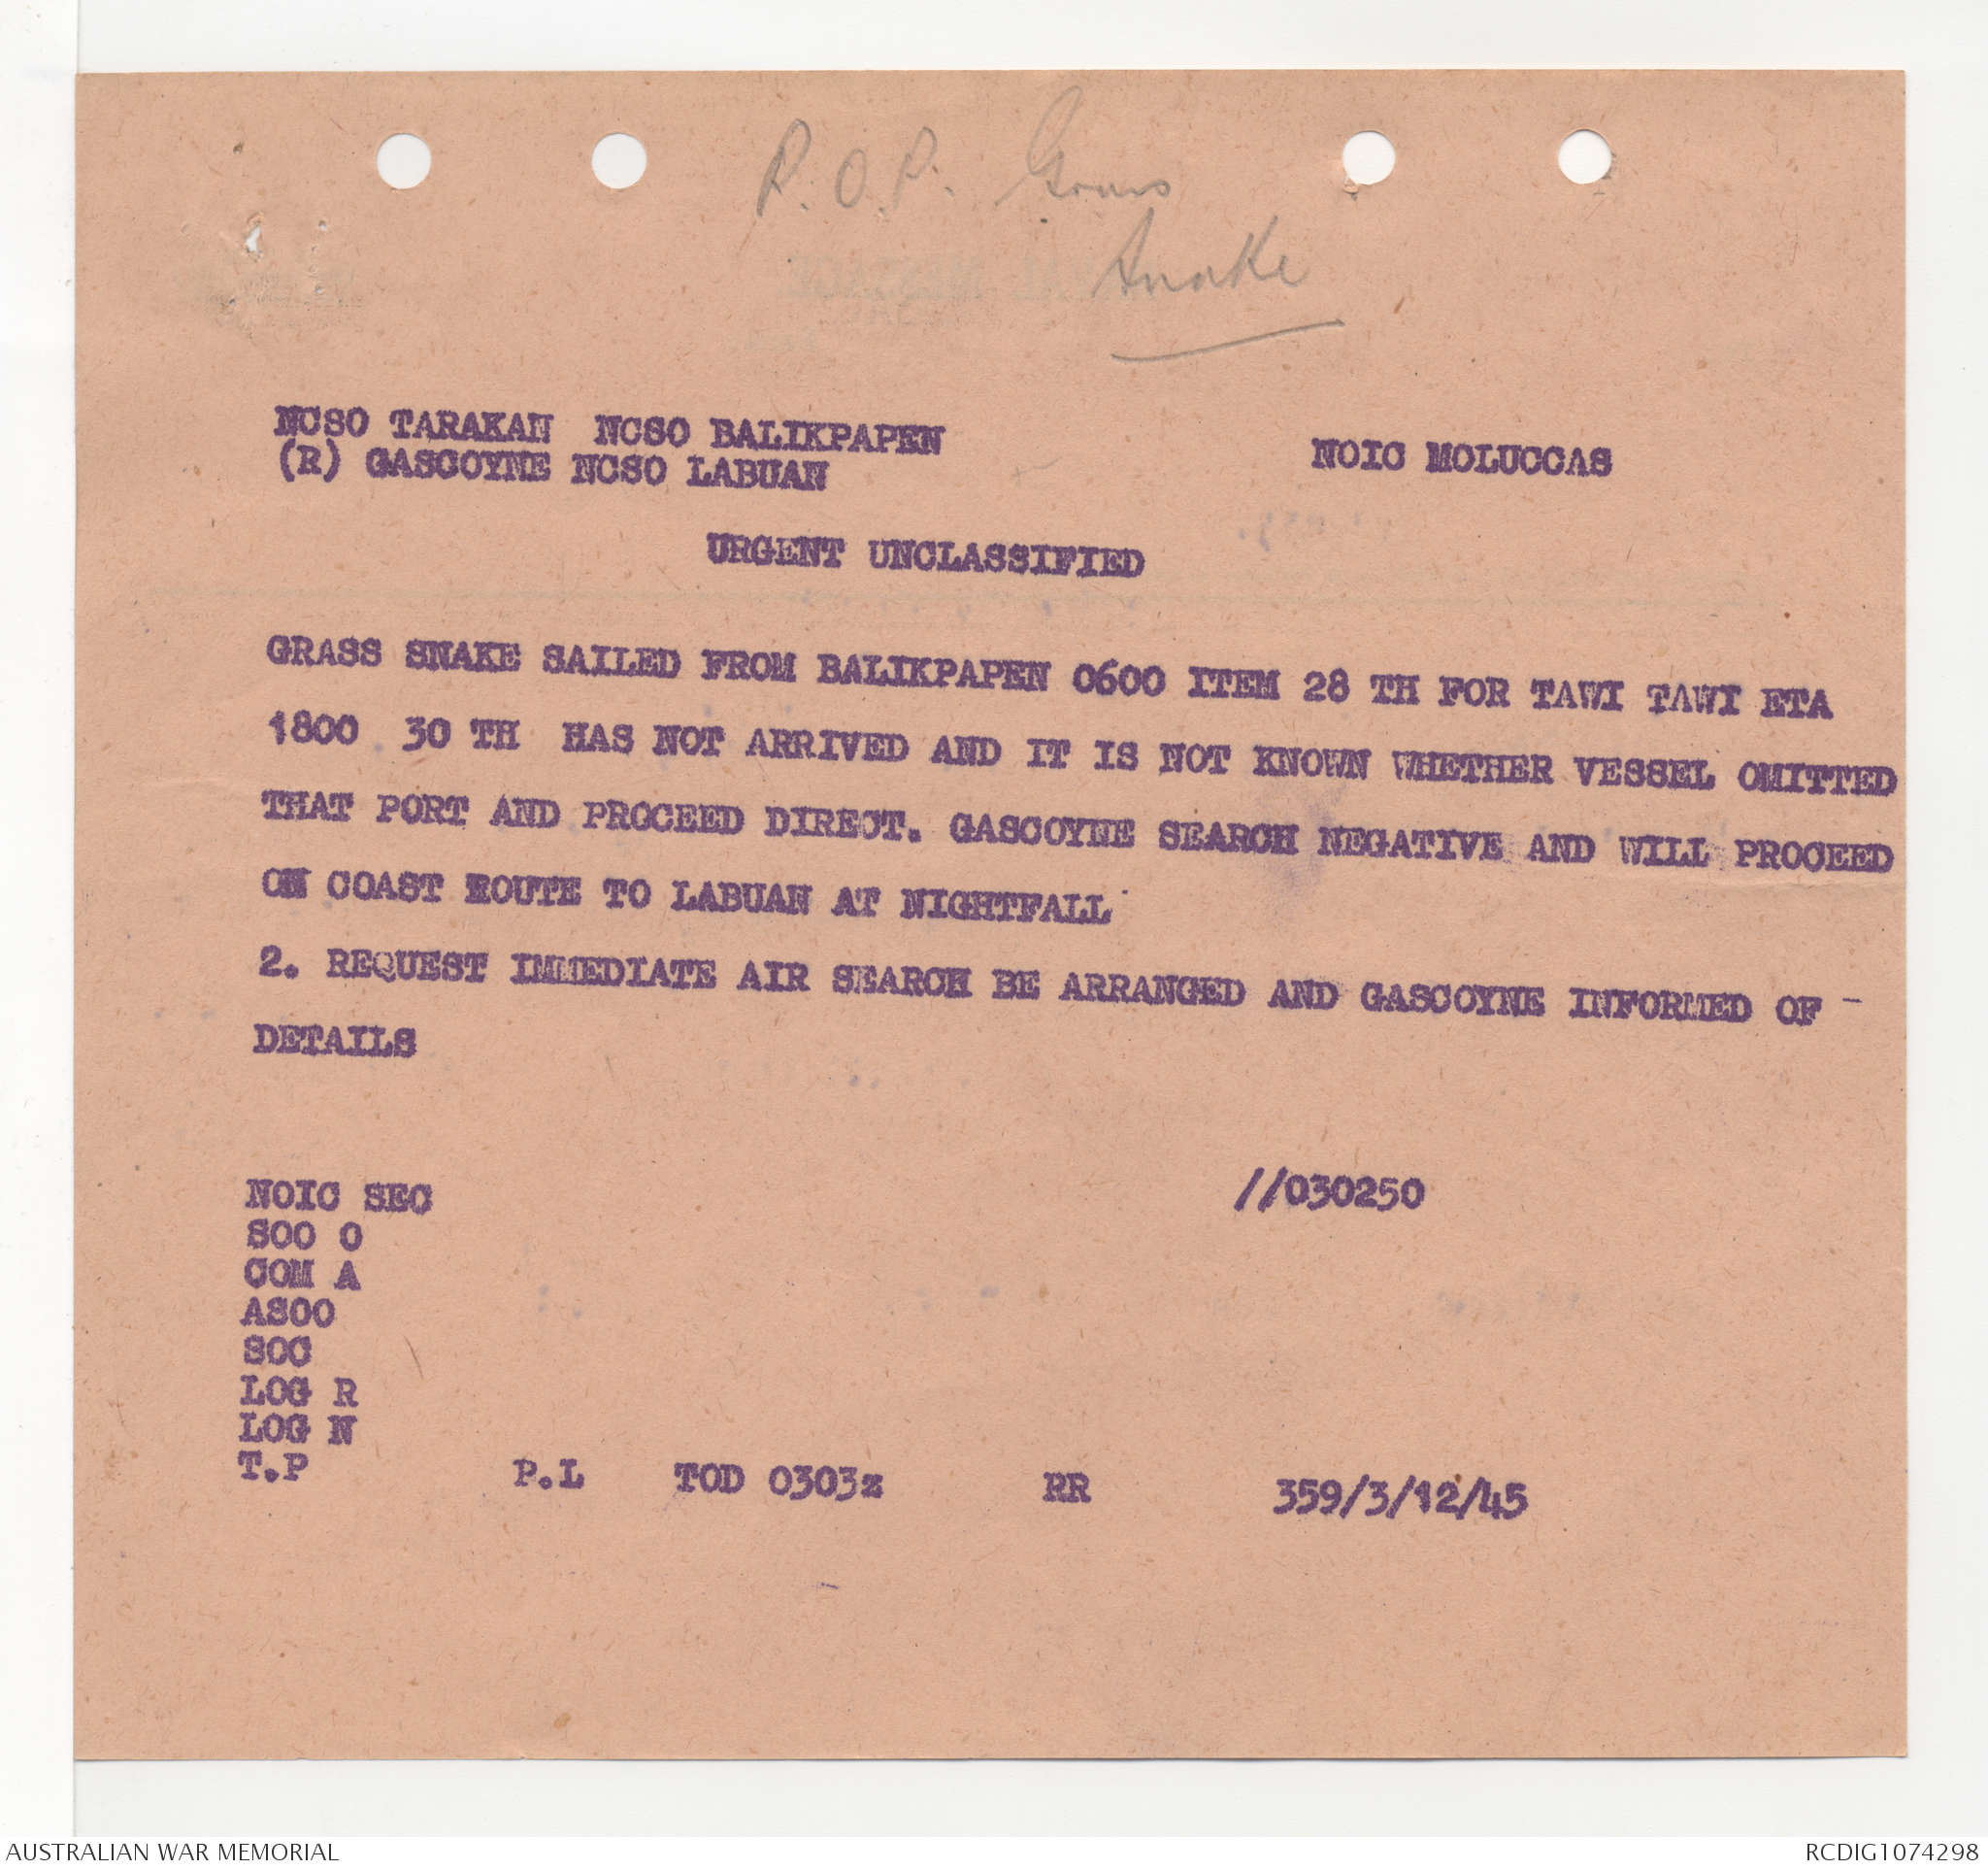 P.O.P. Grass
Snake
NCSO TARAKAN NCSO BALIKPAPEN
(R) GASCOYNE NCSO LABUAN
NOIC MOLUCCAS
URGENT UNCLASSIFIED
GRASS SNAKE SAILED FROM BALIKPAPEN 0600 ITEM 28 TH FOR TAWI TAWI ETA
1800 30 TH HAS NOT ARRIVED AND IT IS NOT KNOWN WHETHER VESSEL OMITTED
THAT PORT AND PROCEED DIRECT. GASCOYNE SEARCH NEGATIVE AND WILL PROCEED
ON COAST ROUTE TO LABUAN AT NIGHTFALL
2. REQUEST IMMEDIATE AIR SEARCH BE ARRANGED AND GASCOYNE INFORMED OF -
DETAILS
NOIC SEC //030250
SOO O
COM A
ASOO
SOC
LOG R
LOG N
T.P P.L TOD 0303z RR 359/3/12/45
AUSTRALIAN WAR MEMORIAL RCDIG1074298